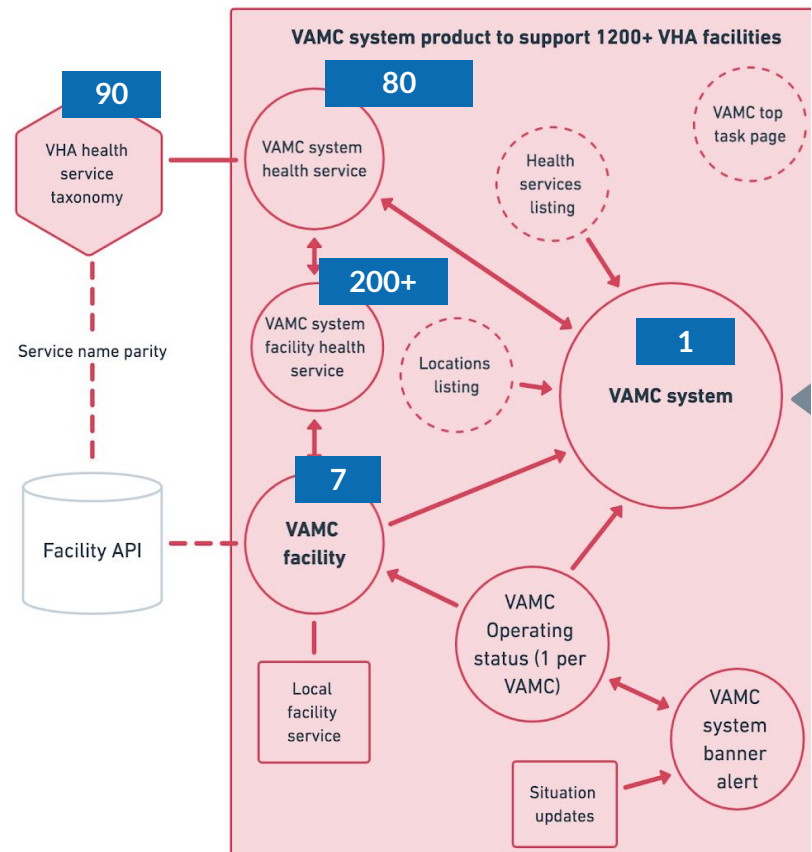 VAMC system product to support 1200+ VHA facilities
90
VHA health
service
taxonomy
80
VAMC system
health service
VAMC top
task page
Health
services
listing
200+
VAMC system
facility health
service
Service name parity
Locations
listing
1
VAMC system
7
VAMC
facility
Facility API
VAMC
Operating
status (1 per
VAMC)
Local
facility
service
VAMC
system
banner
alert
Situation
updates